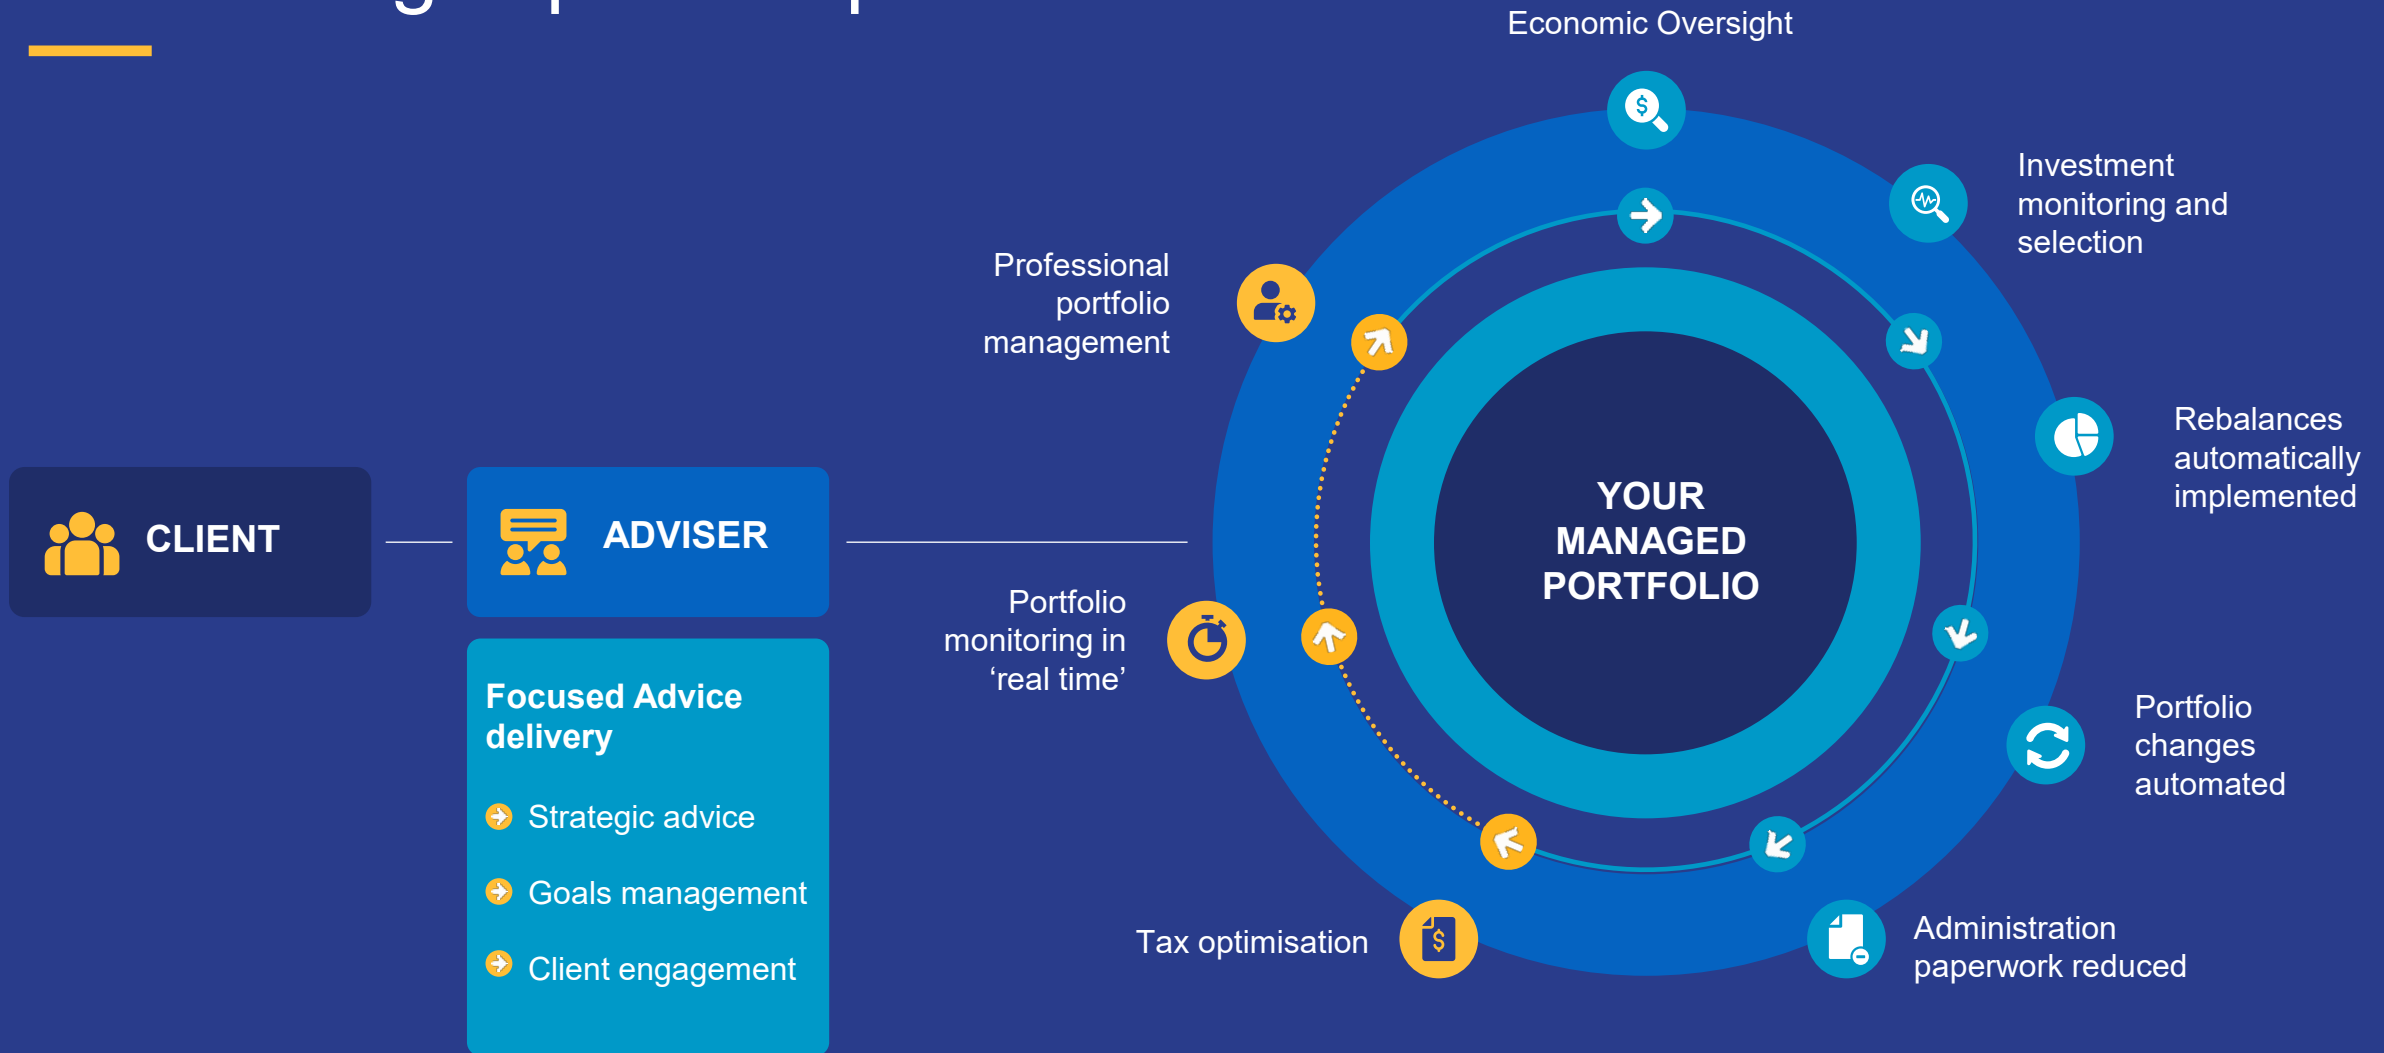 Economic Oversight
Investment
monitoring and
selection
Professional
portfolio
management
Rebalances
automatically
implemented
CLIENT
ADVISER
YOUR
MANAGED
PORTFOLIO
Portfolio
monitoring in
‘real time’
Focused Advice
delivery
Strategic advice
Goals management
Client engagement
Portfolio
changes
automated
Tax optimisation
Administration
paperwork reduced